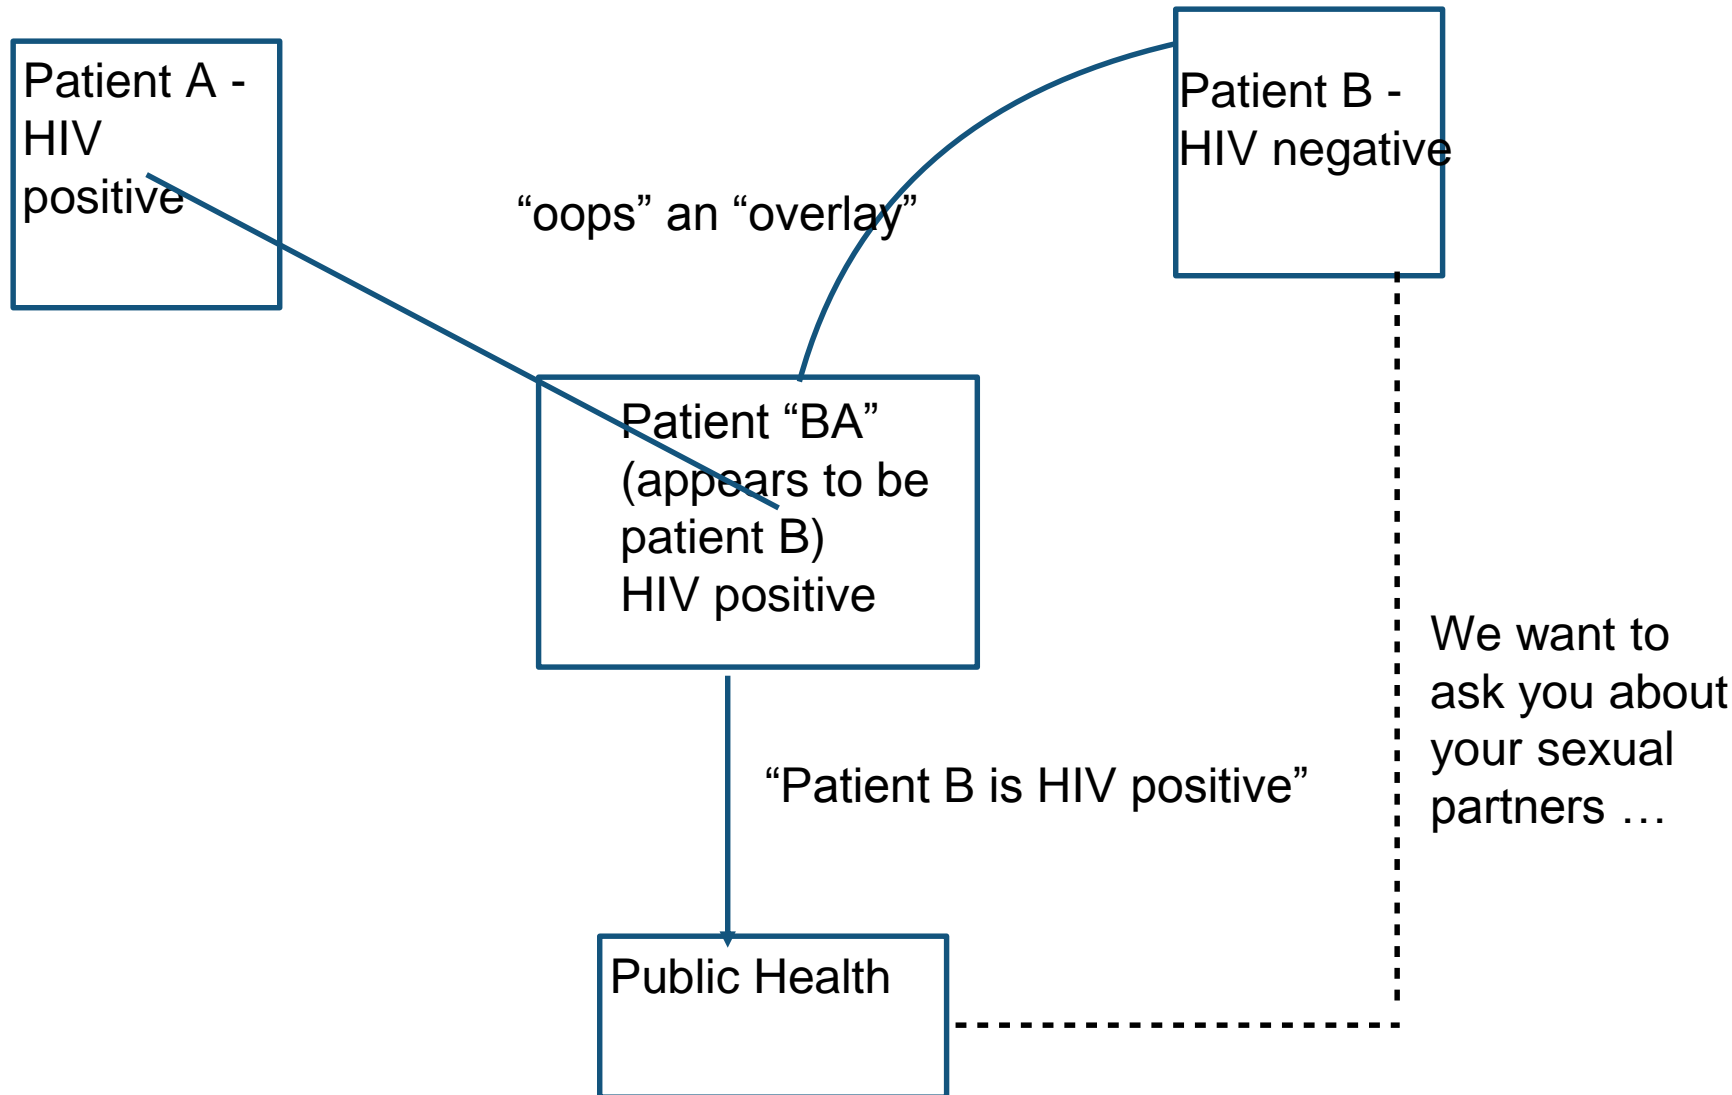 Patient A -
HIV
positive
Patient B -
HIV negative
“oops” an “overlay”
Patient “BA”
(appears to be
patient B)
HIV positive
We want to
ask you about
your sexual
partners …
“Patient B is HIV positive”
Public Health